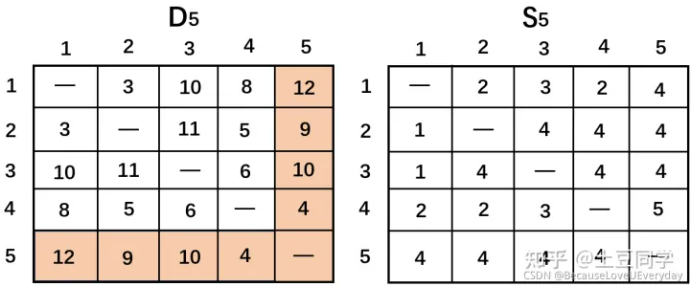 D5 S5
1 2 3 4 5 1 2 3 4 5
1 — 3 10 8 12 1 — 2 3 2 4
2 3 — 11 5 9 2 1 — 4 4 4
3 10 11 — 6 10 3 1 4 — 4 4
4 8 5 6 — 4 4 2 2 3 — 5
5 12 9 10 4 — 5 4 4 4 4 —
知乎 @土豆同学
CSDN @BecauseLoveUEveryday